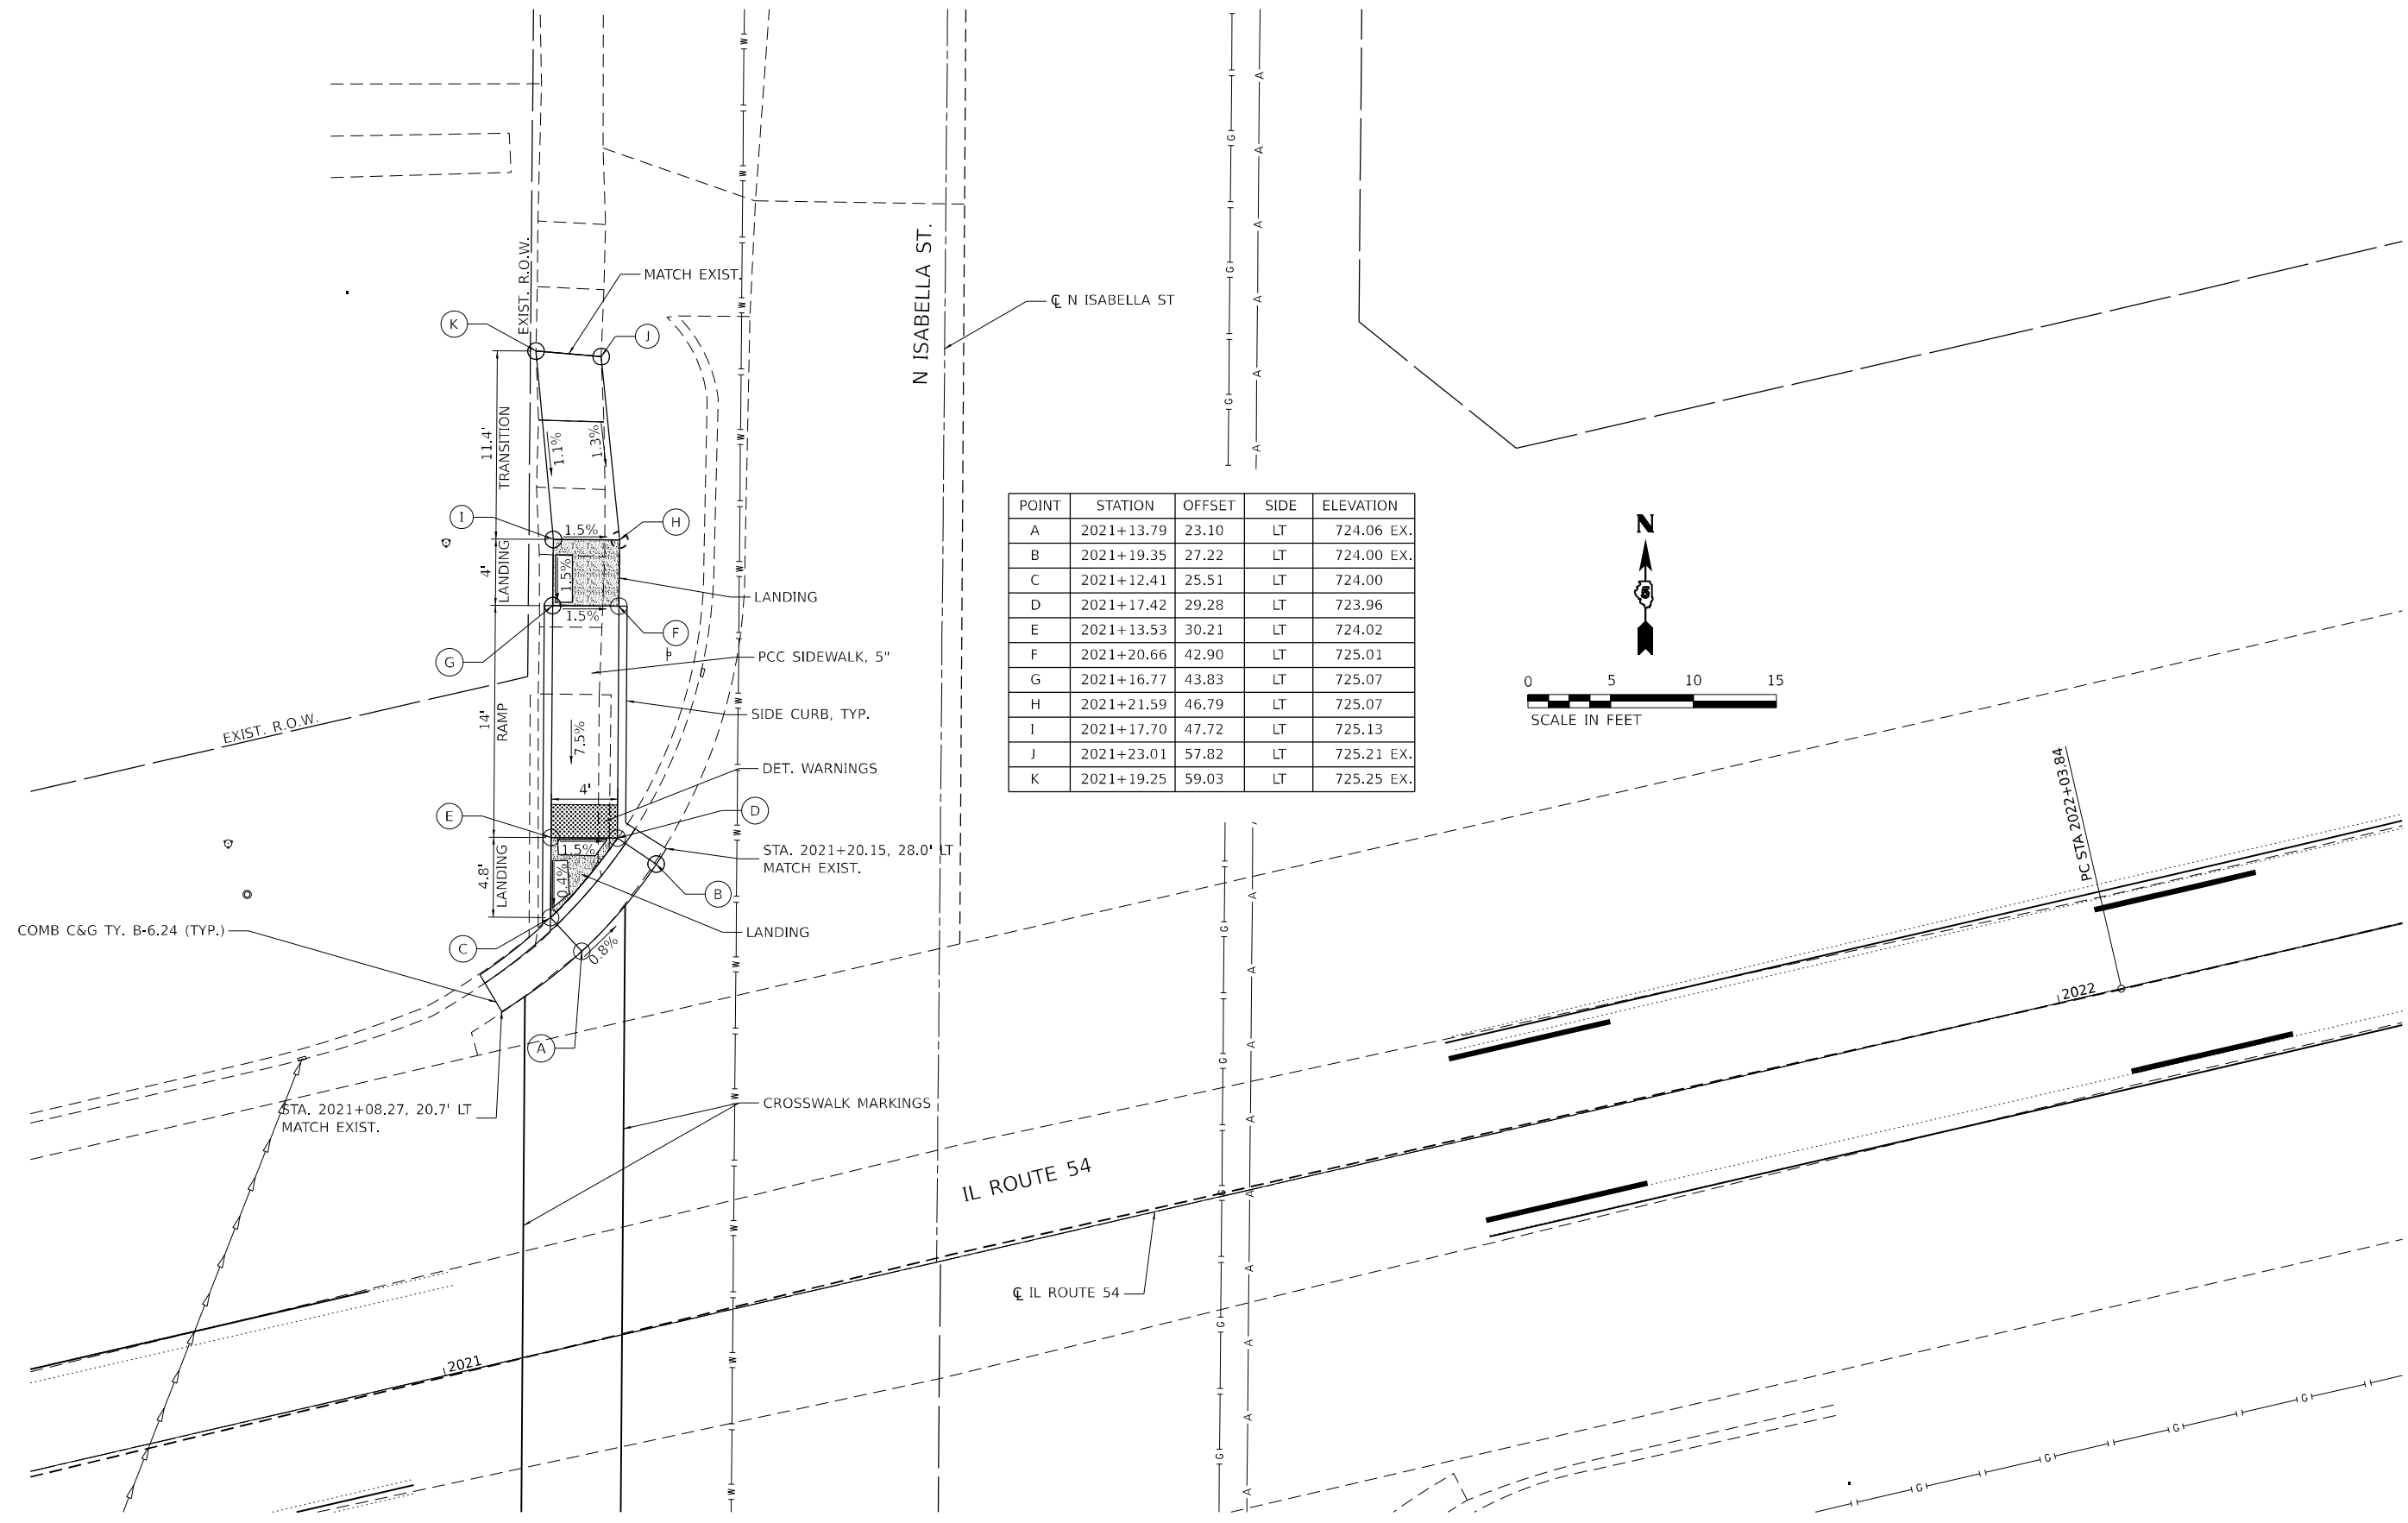 EXIST. R.O.W.
N ISABELLA ST.
MATCH EXIST.
℄ N ISABELLA ST
K
J
11.4'
TRANSITION
1.1%
1.3%
I
1.5%
H
4'
LANDING
1.5%
LANDING
1.5%
F
G
PCC SIDEWALK, 5"
SIDE CURB, TYP.
EXIST. R.O.W.
14'
RAMP
7.5%
DET. WARNINGS
4'
E
D
1.5%
STA. 2021+20.15, 28.0' LT
MATCH EXIST.
4.8'
LANDING
0.4%
B
COMB C&G TY. B-6.24 (TYP.)
LANDING
C
0.8%
A
STA. 2021+08.27, 20.7' LT
MATCH EXIST.
CROSSWALK MARKINGS
POINT STATION OFFSET SIDE ELEVATION
A 2021+13.79 23.10 LT 724.06 EX.
B 2021+19.35 27.22 LT 724.00 EX.
C 2021+12.41 25.51 LT 724.00
D 2021+17.42 29.28 LT 723.96
E 2021+13.53 30.21 LT 724.02
F 2021+20.66 42.90 LT 725.01
G 2021+16.77 43.83 LT 725.07
H 2021+21.59 46.79 LT 725.07
I 2021+17.70 47.72 LT 725.13
J 2021+23.01 57.82 LT 725.21 EX.
K 2021+19.25 59.03 LT 725.25 EX.
N
5
0 5 10 15
SCALE IN FEET
PC STA 2022+03.84
2022
IL ROUTE 54
℄ IL ROUTE 54
2021
W W W W W W W W W W W W
G G G G G G G G G G G G G G G
A A A A A A A A A A A A A A A A A